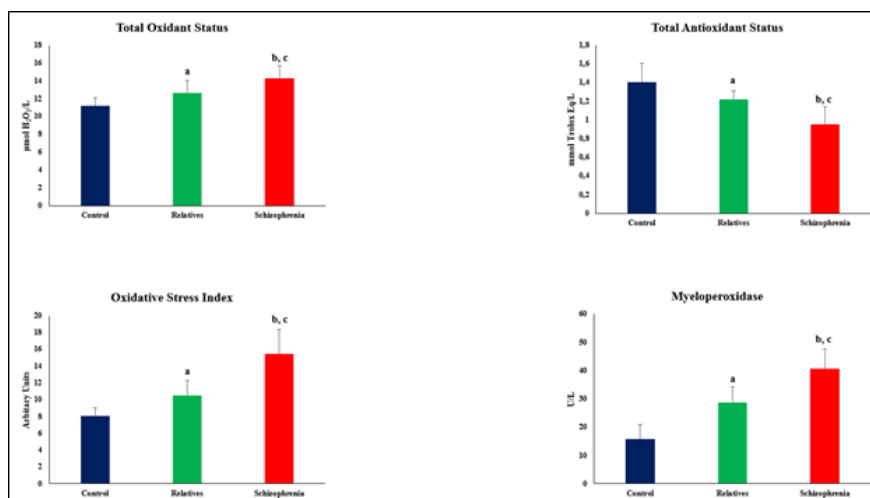 Total Oxidant Status
18
16
14
12
10
8
6
4
2
0
µmol H₂O₂/L
a
b, c
Control
Relatives
Schizophrenia
Total Antioxidant Status
1,8
1,6
1,4
1,2
1
0,8
0,6
0,4
0,2
0
mmol Trolox Eq/L
a
b, c
Control
Relatives
Schizophrenia
Oxidative Stress Index
20
18
16
14
12
10
8
6
4
2
0
Arbitary Units
a
b, c
Control
Relatives
Schizophrenia
Myeloperoxidase
60
50
40
30
20
10
0
U/L
a
b, c
Control
Relatives
Schizophrenia